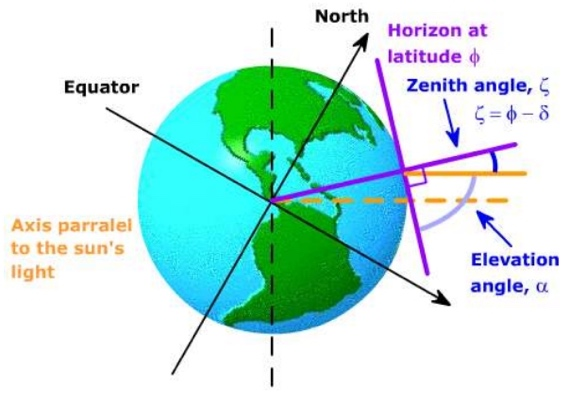 North
Horizon at
latitude ϕ
Zenith angle, ζ
ζ = ϕ − δ
Equator
Axis parralel
to the sun's
light
Elevation
angle, α